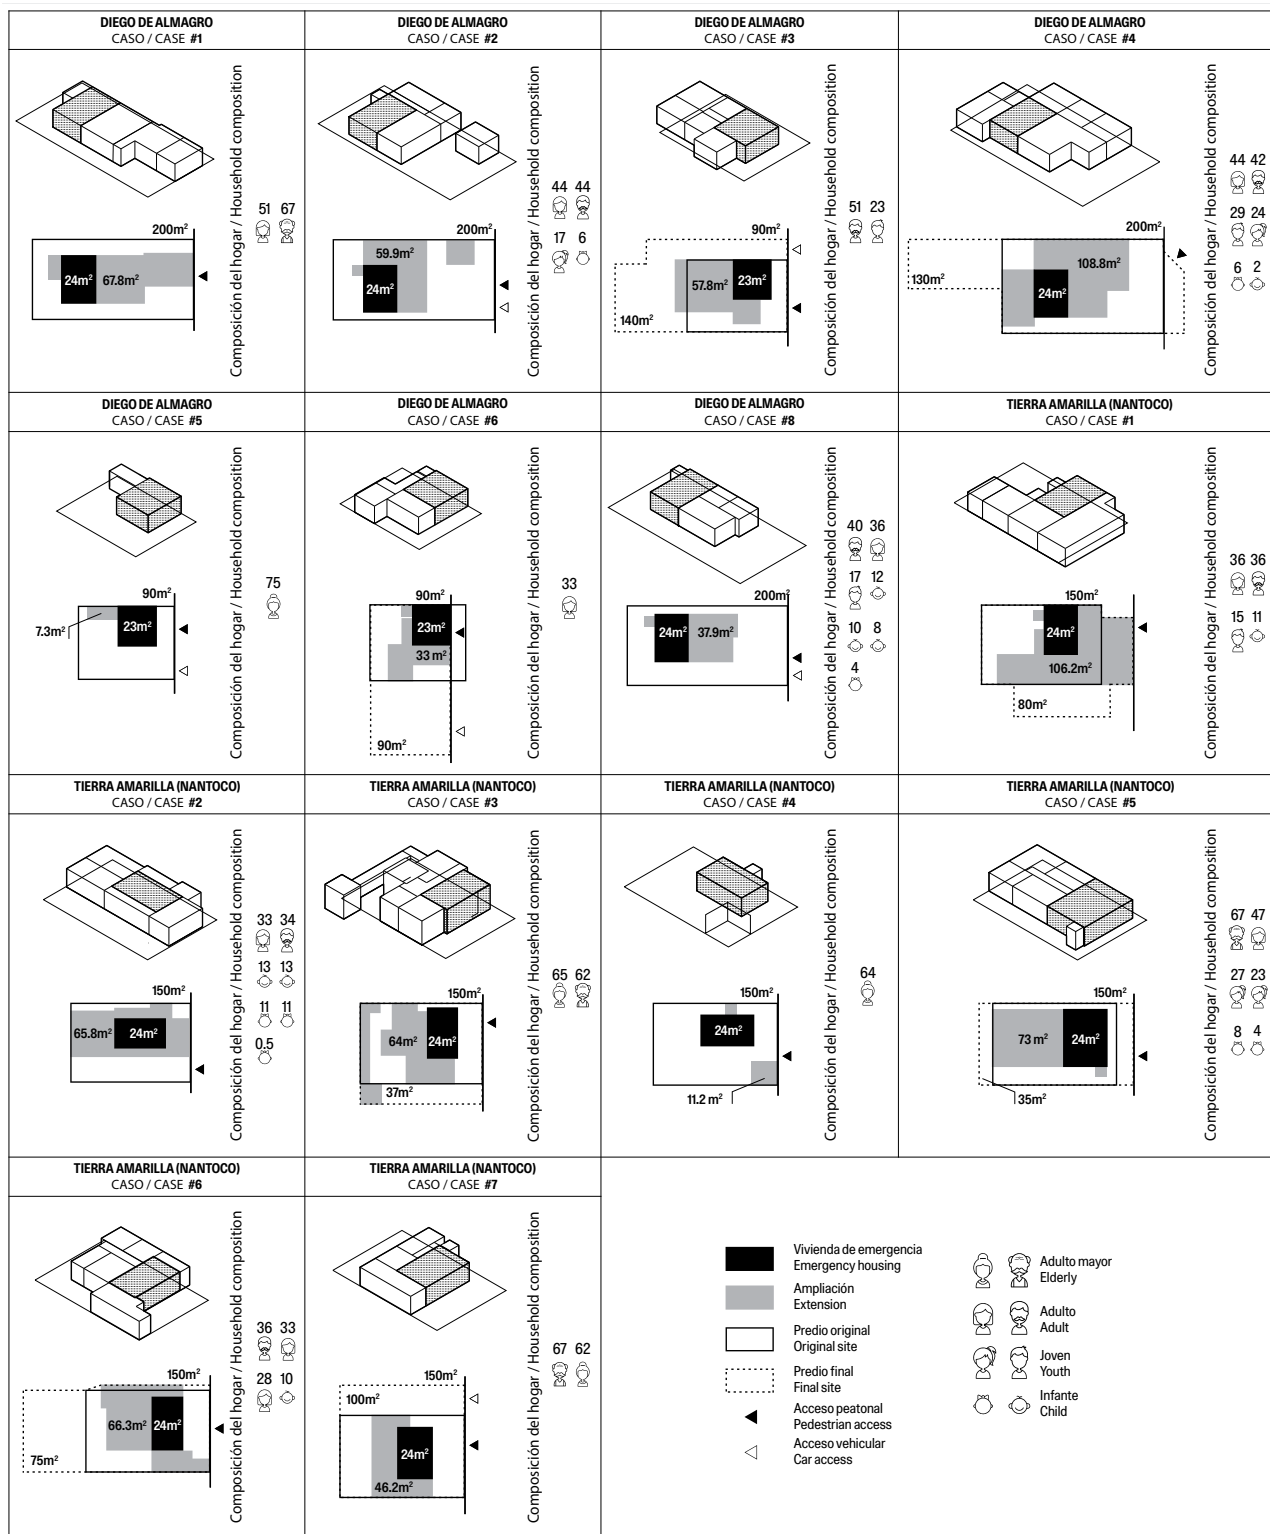 DIEGO DE ALMAGRO
CASO / CASE #1
Composición del hogar / Household composition
51 67
200m²
24m²
67.8m²
DIEGO DE ALMAGRO
CASO / CASE #2
Composición del hogar / Household composition
44 44
17 6
200m²
59.9m²
24m²
DIEGO DE ALMAGRO
CASO / CASE #3
Composición del hogar / Household composition
51 23
90m²
57.8m²
23m²
140m²
DIEGO DE ALMAGRO
CASO / CASE #4
Composición del hogar / Household composition
44 42
29 24
6 2
200m²
108.8m²
130m²
24m²
DIEGO DE ALMAGRO
CASO / CASE #5
Composición del hogar / Household composition
75
90m²
23m²
7.3m²
DIEGO DE ALMAGRO
CASO / CASE #6
Composición del hogar / Household composition
33
90m²
23m²
33 m²
90m²
DIEGO DE ALMAGRO
CASO / CASE #8
Composición del hogar / Household composition
40 36
17 12
10 8
4
200m²
24m²
37.9m²
TIERRA AMARILLA (NANTOCO)
CASO / CASE #1
Composición del hogar / Household composition
36 36
15 11
150m²
24m²
106.2m²
80m²
TIERRA AMARILLA (NANTOCO)
CASO / CASE #2
Composición del hogar / Household composition
33 34
13 13
11 11
0.5
150m²
65.8m²
24m²
TIERRA AMARILLA (NANTOCO)
CASO / CASE #3
Composición del hogar / Household composition
65 62
150m²
64m²
24m²
37m²
TIERRA AMARILLA (NANTOCO)
CASO / CASE #4
Composición del hogar / Household composition
64
150m²
24m²
11.2 m²
TIERRA AMARILLA (NANTOCO)
CASO / CASE #5
Composición del hogar / Household composition
67 47
27 23
8 4
150m²
73 m²
24m²
35m²
TIERRA AMARILLA (NANTOCO)
CASO / CASE #6
Composición del hogar / Household composition
36 33
28 10
150m²
66.3m²
24m²
75m²
TIERRA AMARILLA (NANTOCO)
CASO / CASE #7
Composición del hogar / Household composition
67 62
150m²
100m²
24m²
46.2m²
Vivienda de emergencia
Emergency housing
Ampliación
Extension
Predio original
Original site
Predio final
Final site
Acceso peatonal
Pedestrian access
Acceso vehicular
Car access
Adulto mayor
Elderly
Adulto
Adult
Joven
Youth
Infante
Child